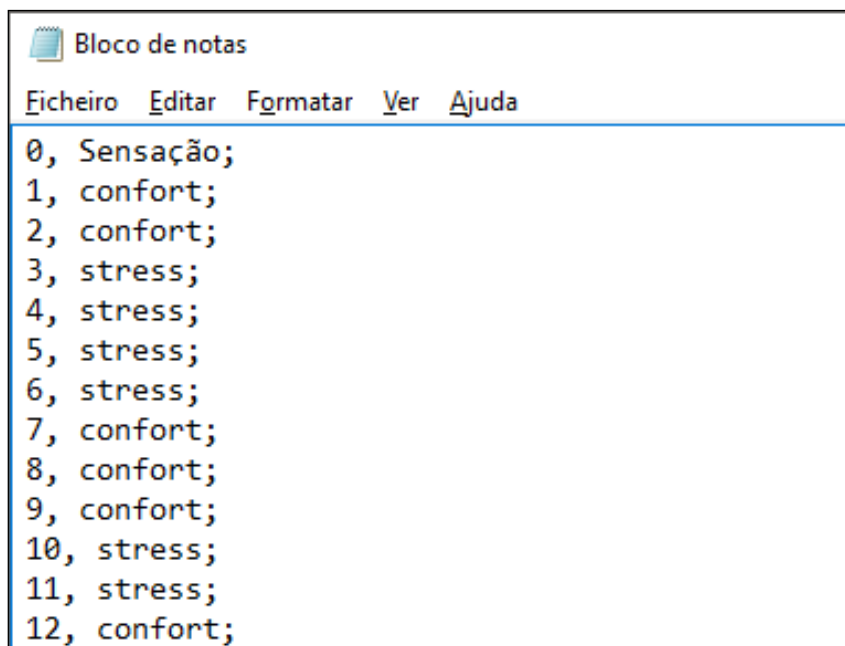 Bloco de notas
Ficheiro Editar Formatar Ver Ajuda
0, Sensação;
1, confort;
2, confort;
3, stress;
4, stress;
5, stress;
6, stress;
7, confort;
8, confort;
9, confort;
10, stress;
11, stress;
12, confort;